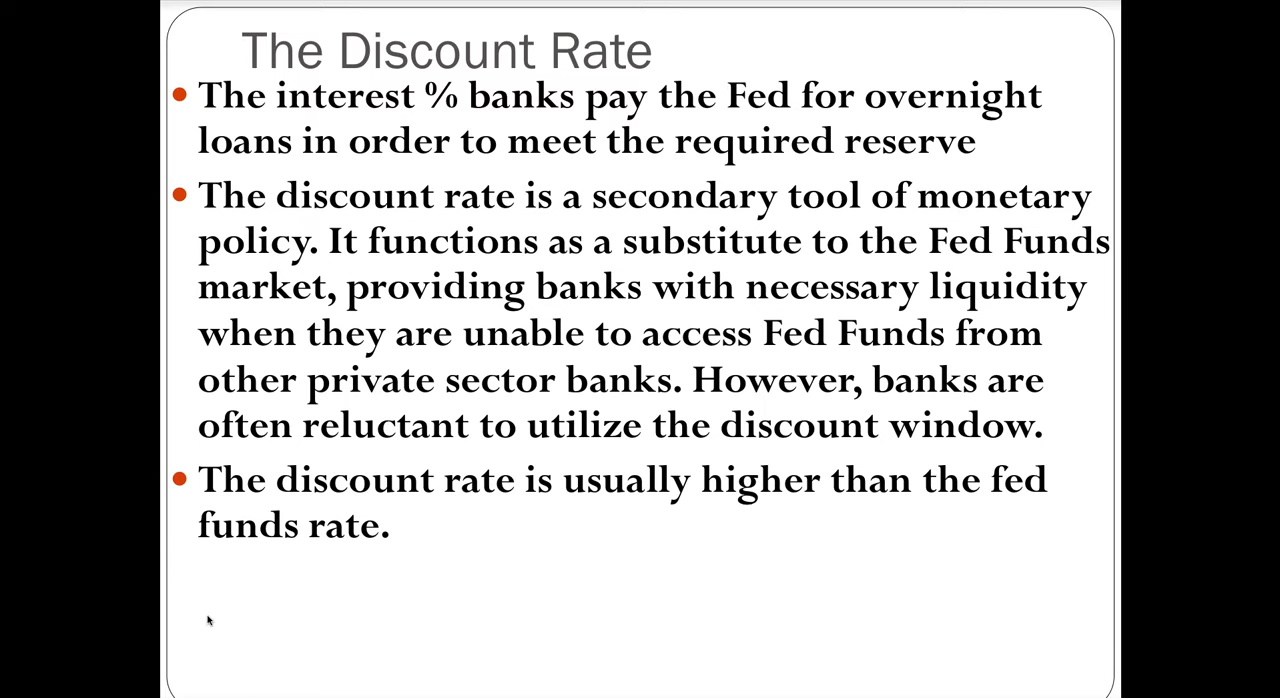 The Discount Rate
• The interest % banks pay the Fed for overnight
loans in order to meet the required reserve
• The discount rate is a secondary tool of monetary
policy. It functions as a substitute to the Fed Funds
market, providing banks with necessary liquidity
when they are unable to access Fed Funds from
other private sector banks. However, banks are
often reluctant to utilize the discount window.
• The discount rate is usually higher than the fed
funds rate.